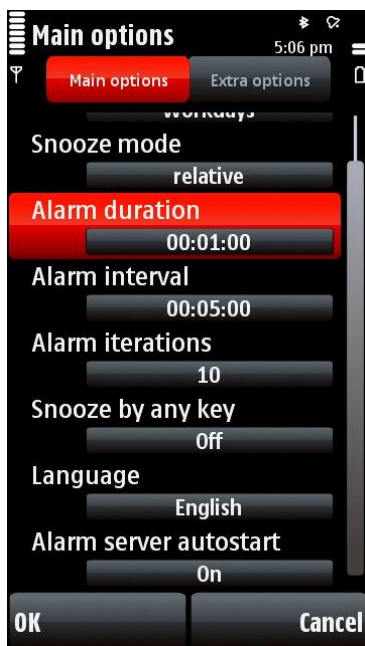 Main options
5:06 pm
Main options
Extra options
Workdays
Snooze mode
relative
Alarm duration
00:01:00
Alarm interval
00:05:00
Alarm iterations
10
Snooze by any key
Off
Language
English
Alarm server autostart
On
OK
Cancel